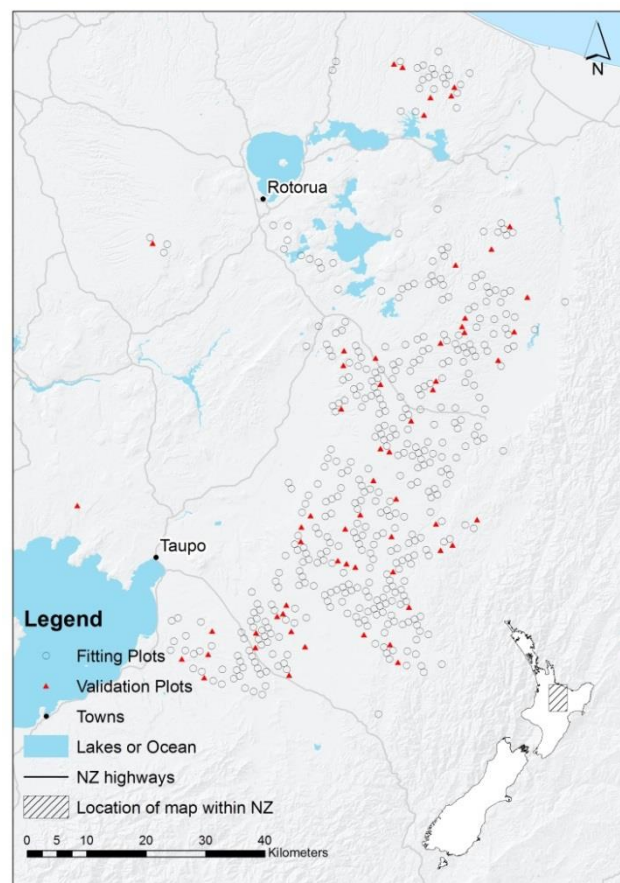 N
Rotorua
Taupo
Legend
Fitting Plots
Validation Plots
Towns
Lakes or Ocean
NZ highways
Location of map within NZ
0 5 10 20 30 40
Kilometers